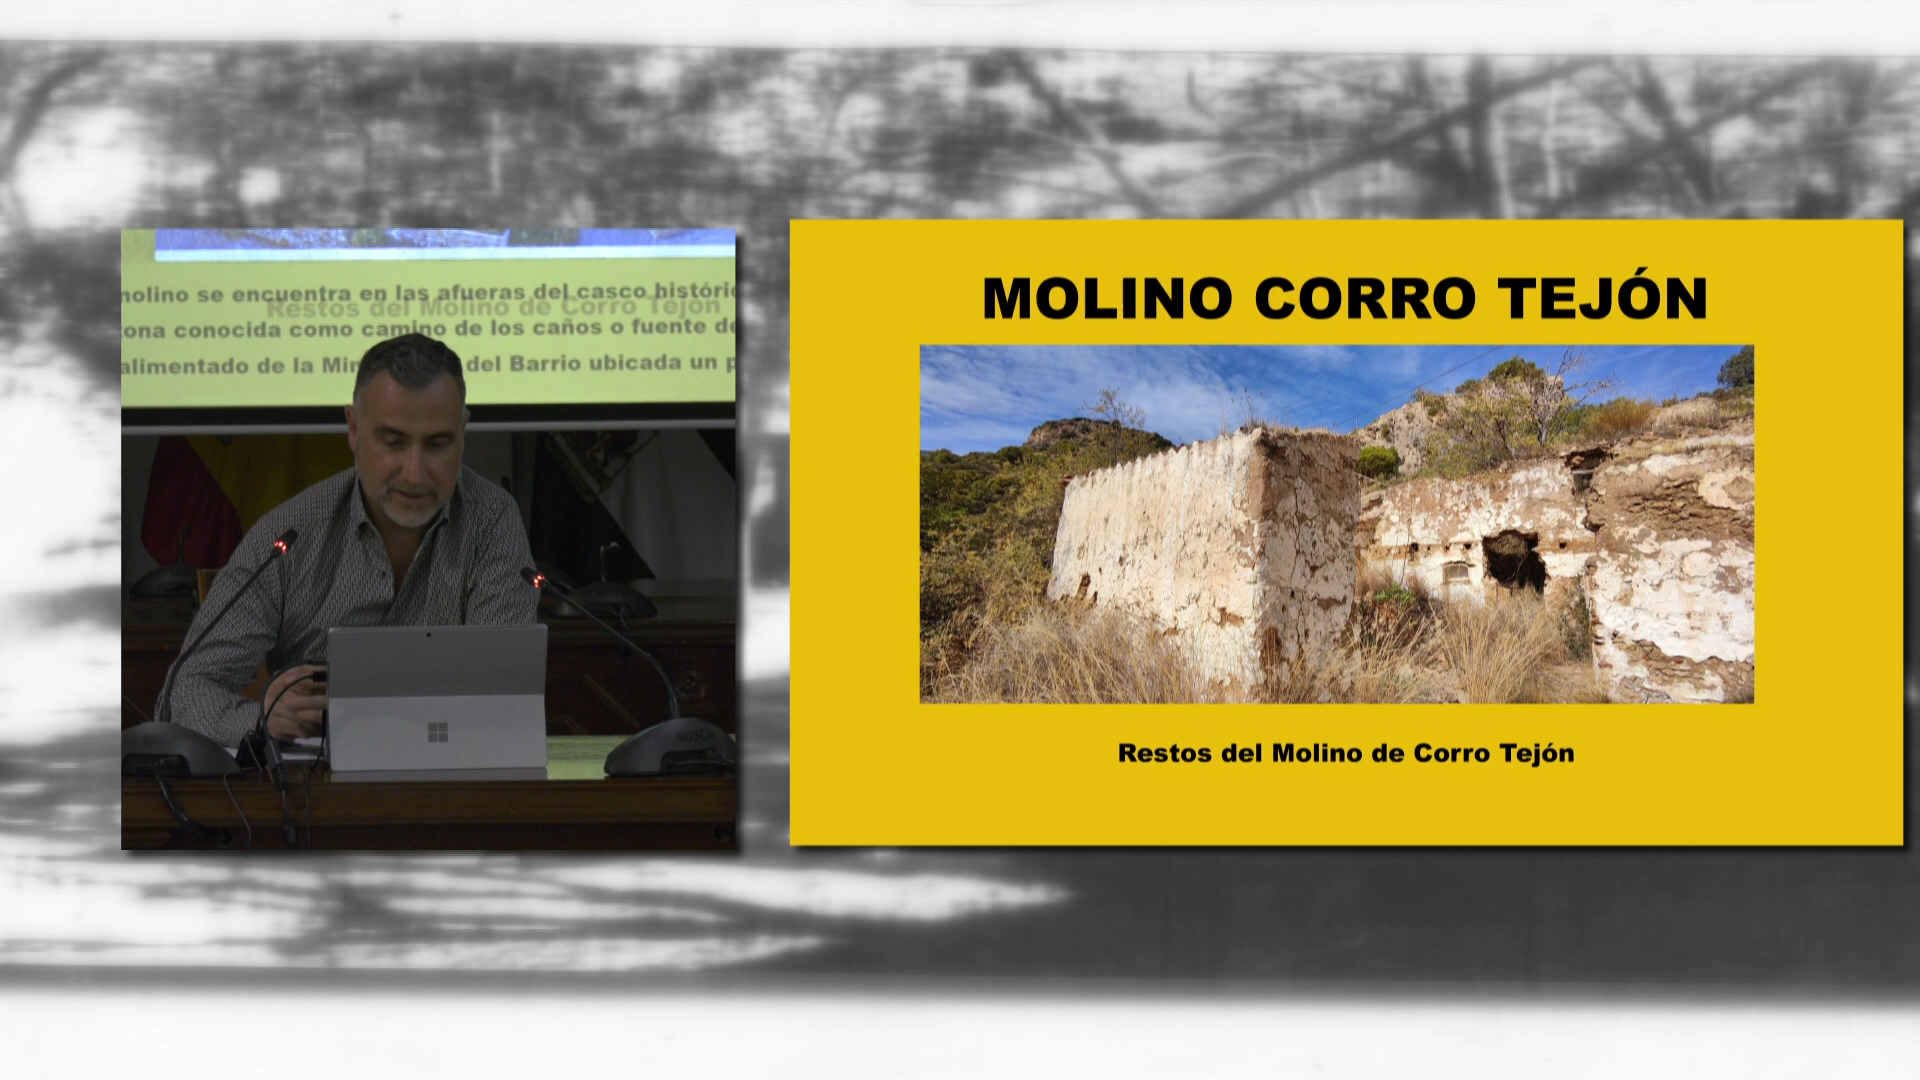 molino se encuentra en las afueras del casco históric
Restos del Molino de Corro Tejón
zona conocida como camino de los caños o fuente de
alimentado de la Min del Barrio ubicada un p
BOSCH
MOLINO CORRO TEJÓN
Restos del Molino de Corro Tejón